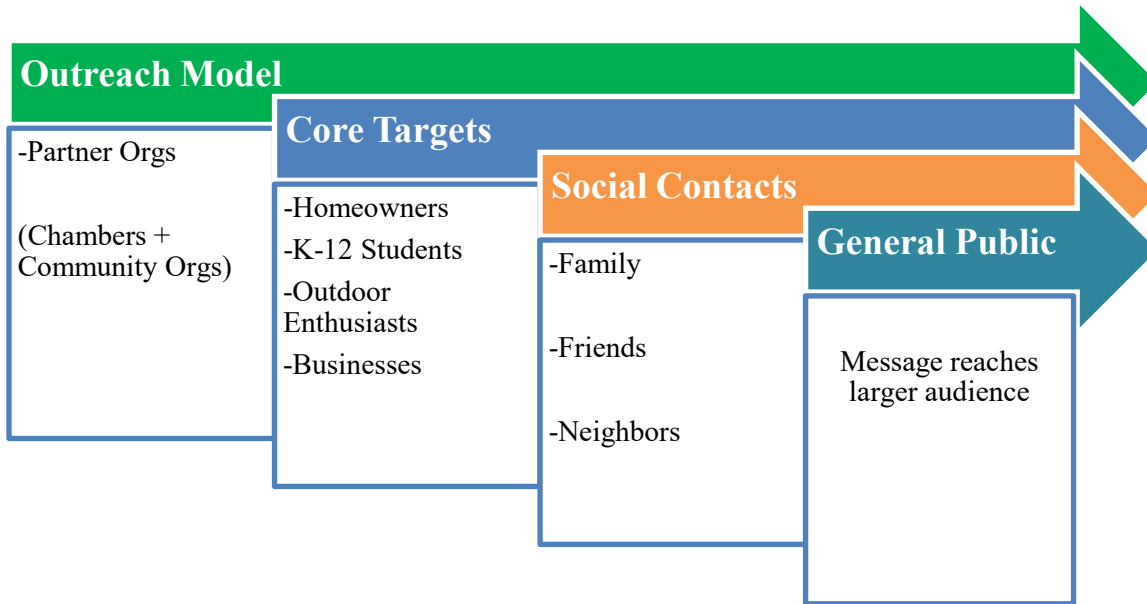 Outreach Model
-Partner Orgs
(Chambers +
Community Orgs)
Core Targets
-Homeowners
-K-12 Students
-Outdoor
Enthusiasts
-Businesses
Social Contacts
-Family
-Friends
-Neighbors
General Public
Message reaches
larger audience